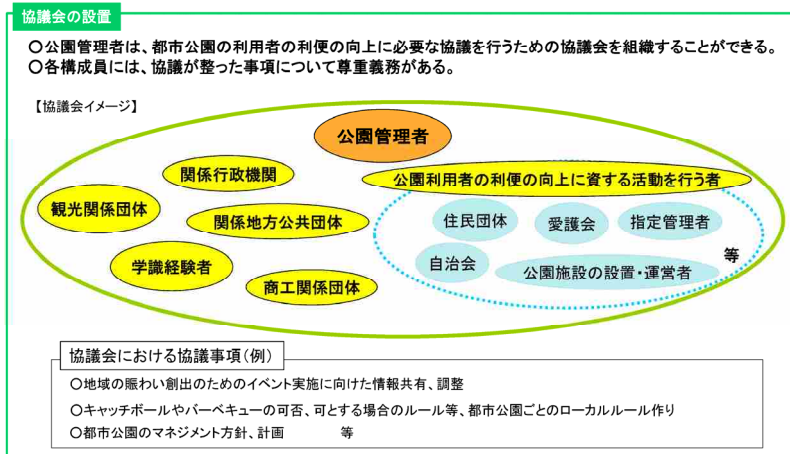 協議会の設置
○公園管理者は、都市公園の利用者の利便の向上に必要な協議を行うための協議会を組織することができる。
○各構成員には、協議が整った事項について尊重義務がある。
【協議会イメージ】
公園管理者
関係行政機関
公園利用者の利便の向上に資する活動を行う者
観光関係団体
関係地方公共団体
住民団体
愛護会
指定管理者
学識経験者
自治会
公園施設の設置・運営者
等
商工関係団体
協議会における協議事項(例)
○地域の賑わい創出のためのイベント実施に向けた情報共有、調整
○キャッチボールやバーベキューの可否、可とする場合のルール等、都市公園ごとのローカルルール作り
○都市公園のマネジメント方針、計画　　　等